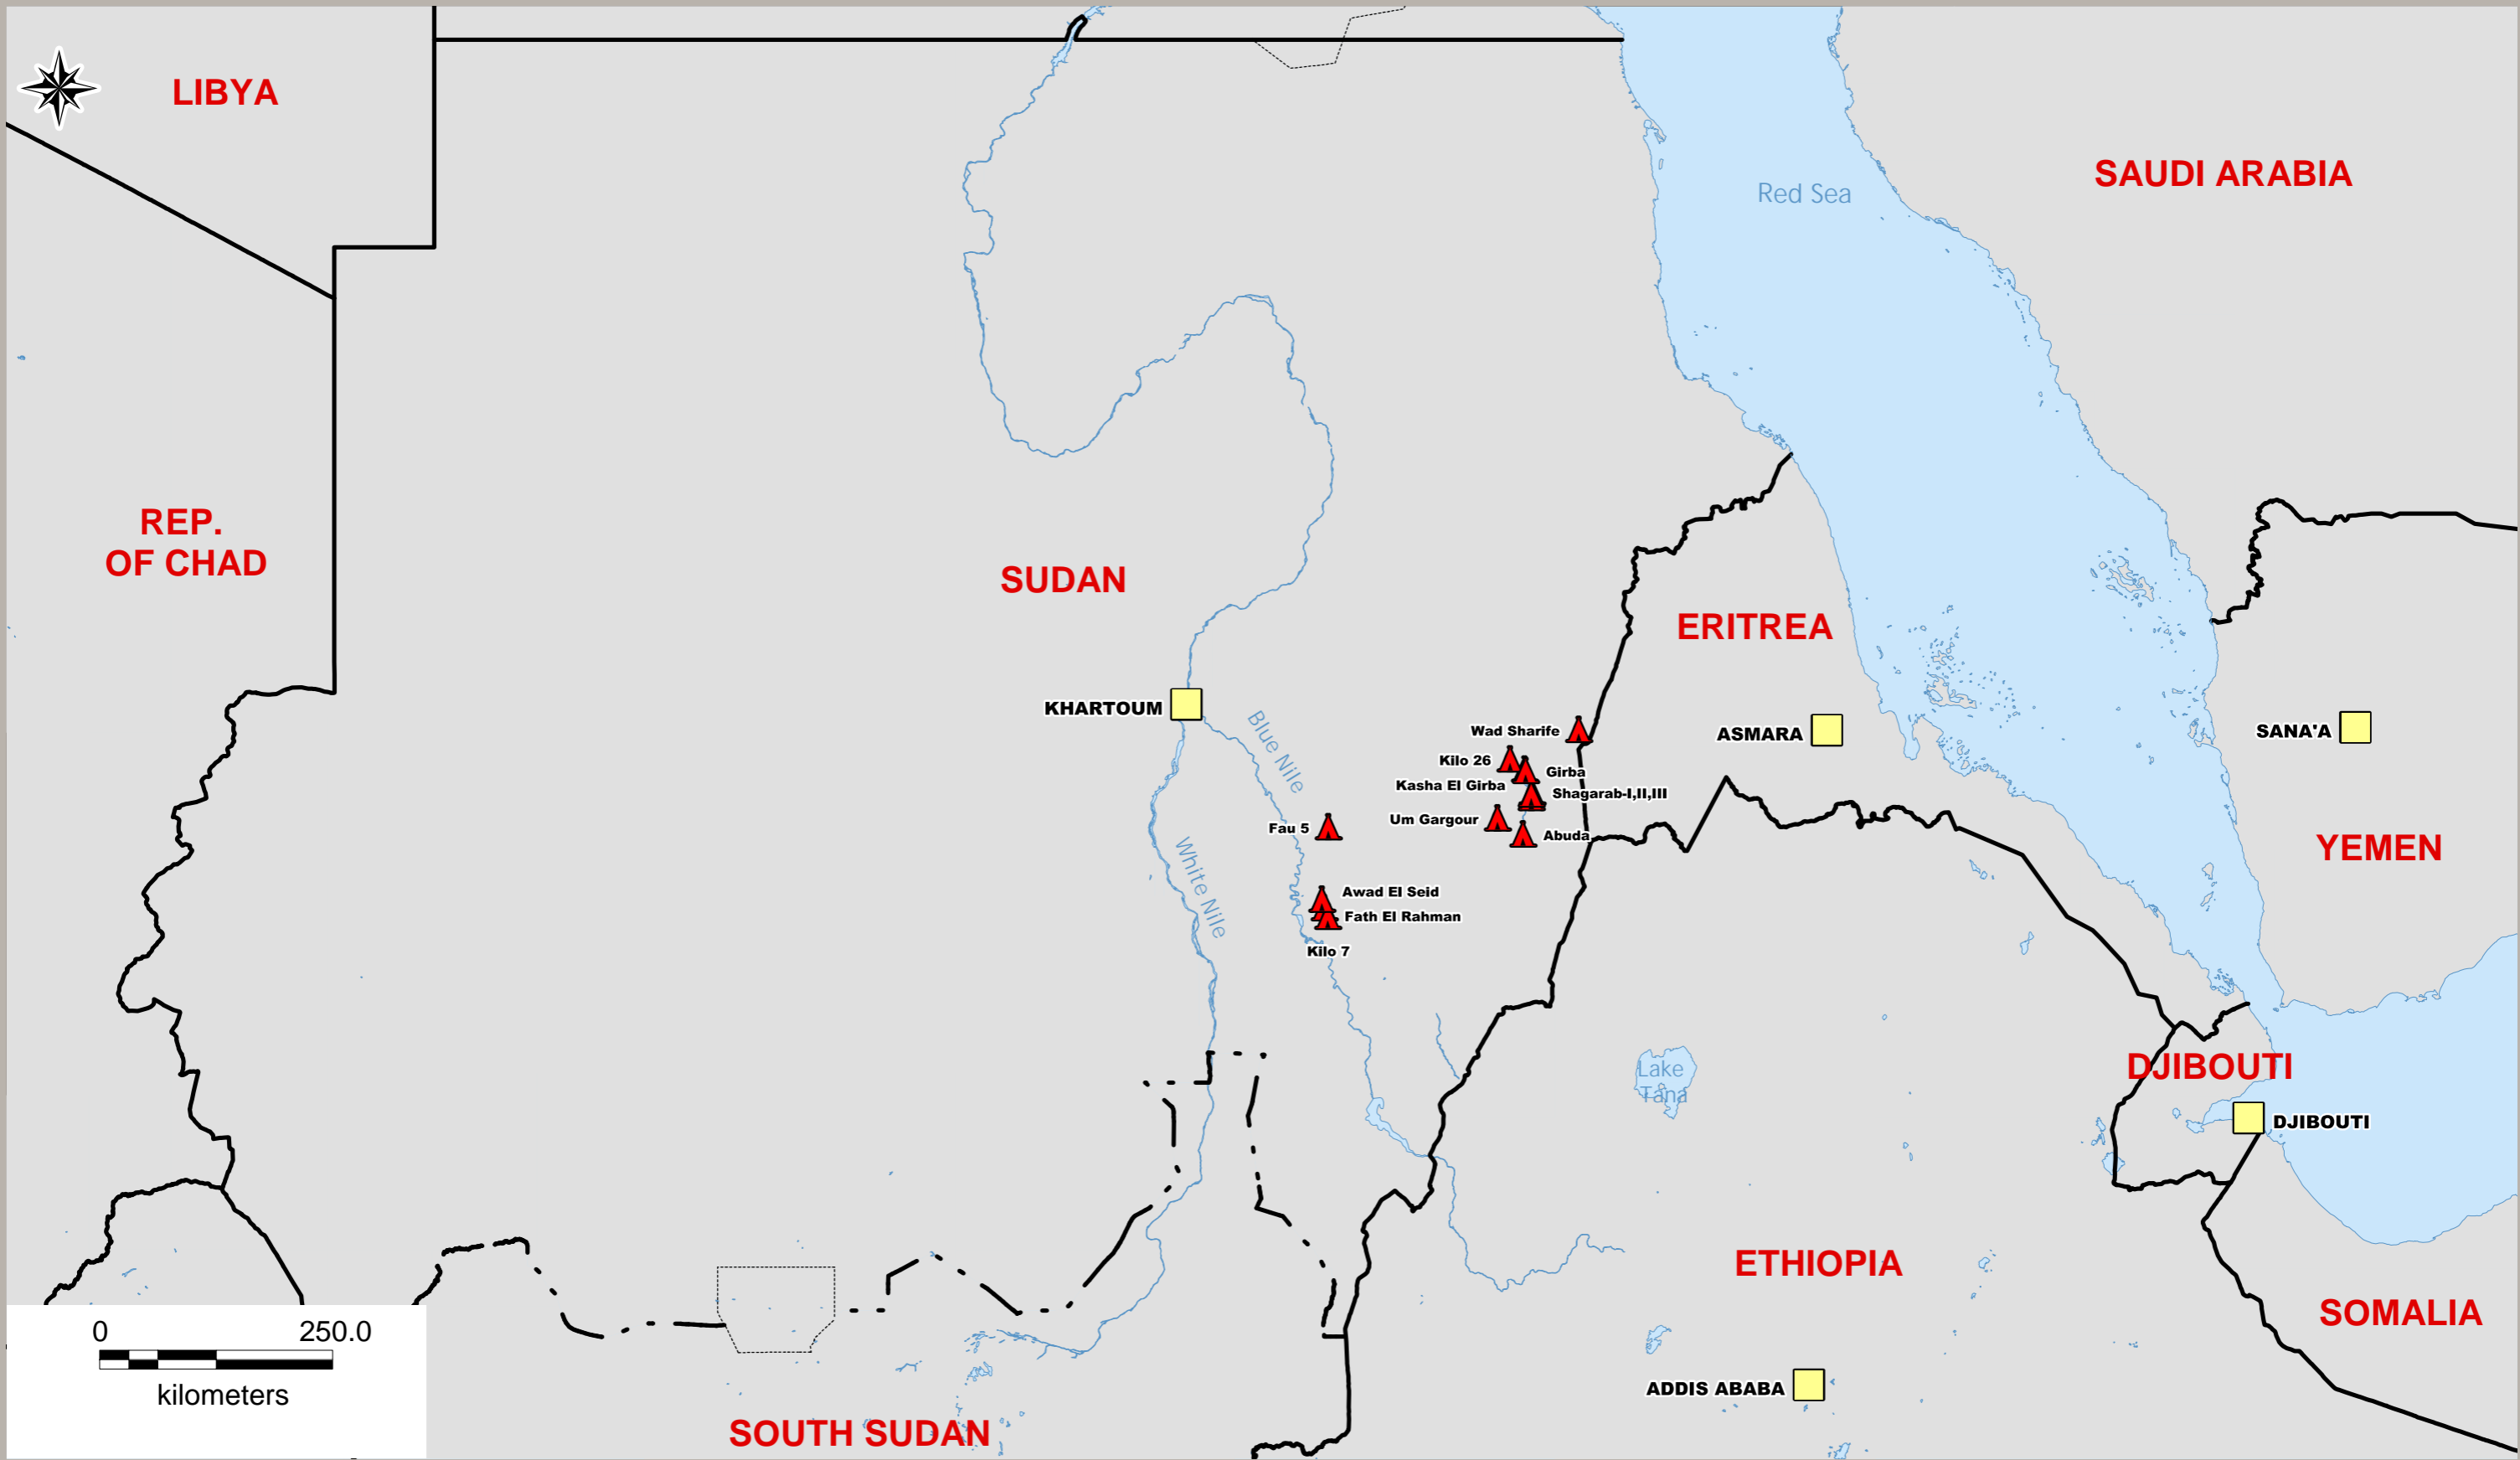 LIBYA
SAUDI ARABIA
Red Sea
REP.
OF CHAD
SUDAN
ERITREA
KHARTOUM
Blue Nile
Wad Sharife
ASMARA
SANA'A
Kilo 26
Girba
Kasha El Girba
Shagarab-I,II,III
Um Gargour
Fau 5
Abuda
YEMEN
White Nile
Awad El Seid
Fath El Rahman
Kilo 7
Lake
Tana
DJIBOUTI
DJIBOUTI
ETHIOPIA
SOMALIA
0 250.0
kilometers
ADDIS ABABA
SOUTH SUDAN